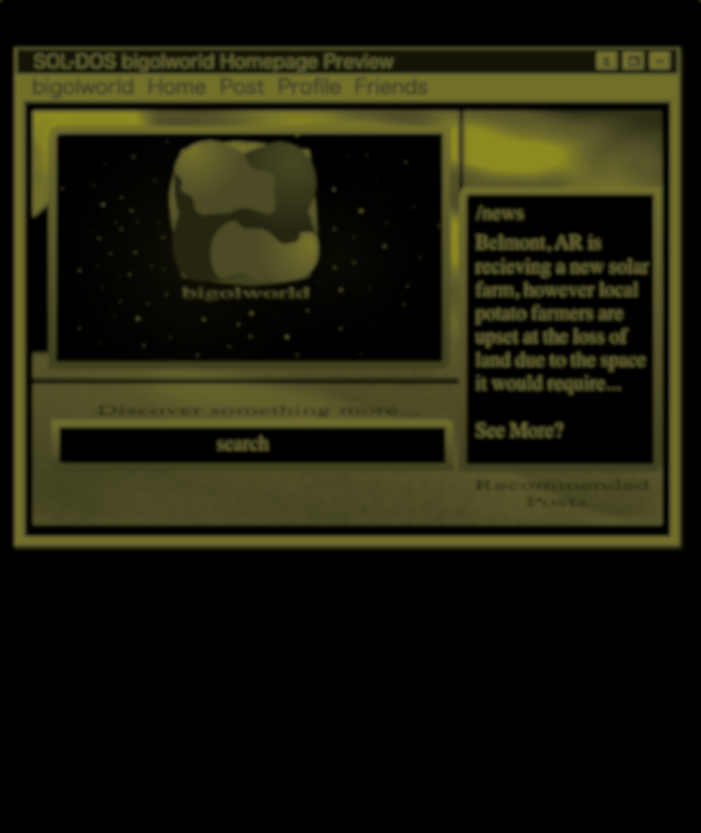 SOL-DOS bigolworld Homepage Preview
bigolworld Home Post Profile Friends
bigolworld
/news
Belmont, AR is
recieving a new solar
farm, however local
potato farmers are
upset at the loss of
land due to the space
it would require...
See More?
Discover something more...
search
Recommended
Posts